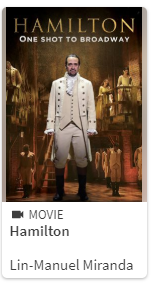 HAMILTON
ONE SHOT TO BROADWAY
MOVIE
Hamilton
Lin-Manuel Miranda